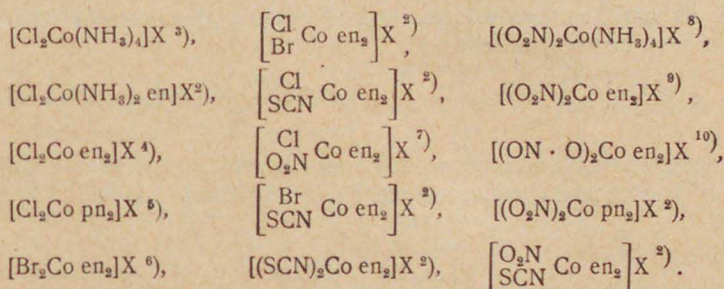 [Cl₂Co(NH₃)₄]X ³), [Cl Br Co en₂]X ²), [(O₂N)₂Co(NH₃)₄]X ⁸),
[Cl₂Co(NH₃)₂ en]X²), [Cl SCN Co en₂]X ²), [(O₂N)₂Co en₂]X ⁹),
[Cl₂Co en₂]X ⁴), [Cl O₂N Co en₂]X ⁷), [(ON · O)₂Co en₂]X ¹⁰),
[Cl₂Co pn₂]X ⁵), [Br SCN Co en₂]X ²), [(O₂N)₂Co pn₂]X ²),
[Br₂Co en₂]X ⁶), [(SCN)₂Co en₂]X ²), [O₂N SCN Co en₂]X ²).